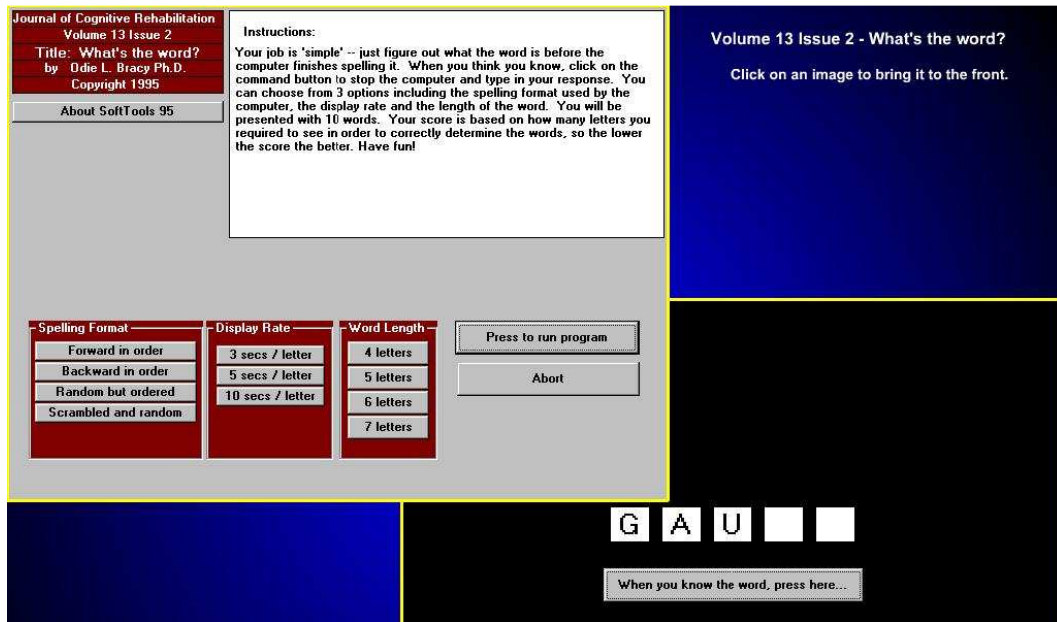 Journal of Cognitive Rehabilitation
Volume 13 Issue 2
Title: What's the word?
by Odie L. Bracy Ph.D.
Copyright 1995
About SoftTools 95
Instructions:
Your job is 'simple' -- just figure out what the word is before the
computer finishes spelling it. When you think you know, click on the
command button to stop the computer and type in your response. You
can choose from 3 options including the spelling format used by the
computer, the display rate and the length of the word. You will be
presented with 10 words. Your score is based on how many letters you
required to see in order to correctly determine the words, so the lower
the score the better. Have fun!
Volume 13 Issue 2 - What's the word?
Click on an image to bring it to the front.
Spelling Format
Forward in order
Backward in order
Random but ordered
Scrambled and random
Display Rate
3 secs / letter
5 secs / letter
10 secs / letter
Word Length
4 letters
5 letters
6 letters
7 letters
Press to run program
Abort
G A U
When you know the word, press here...